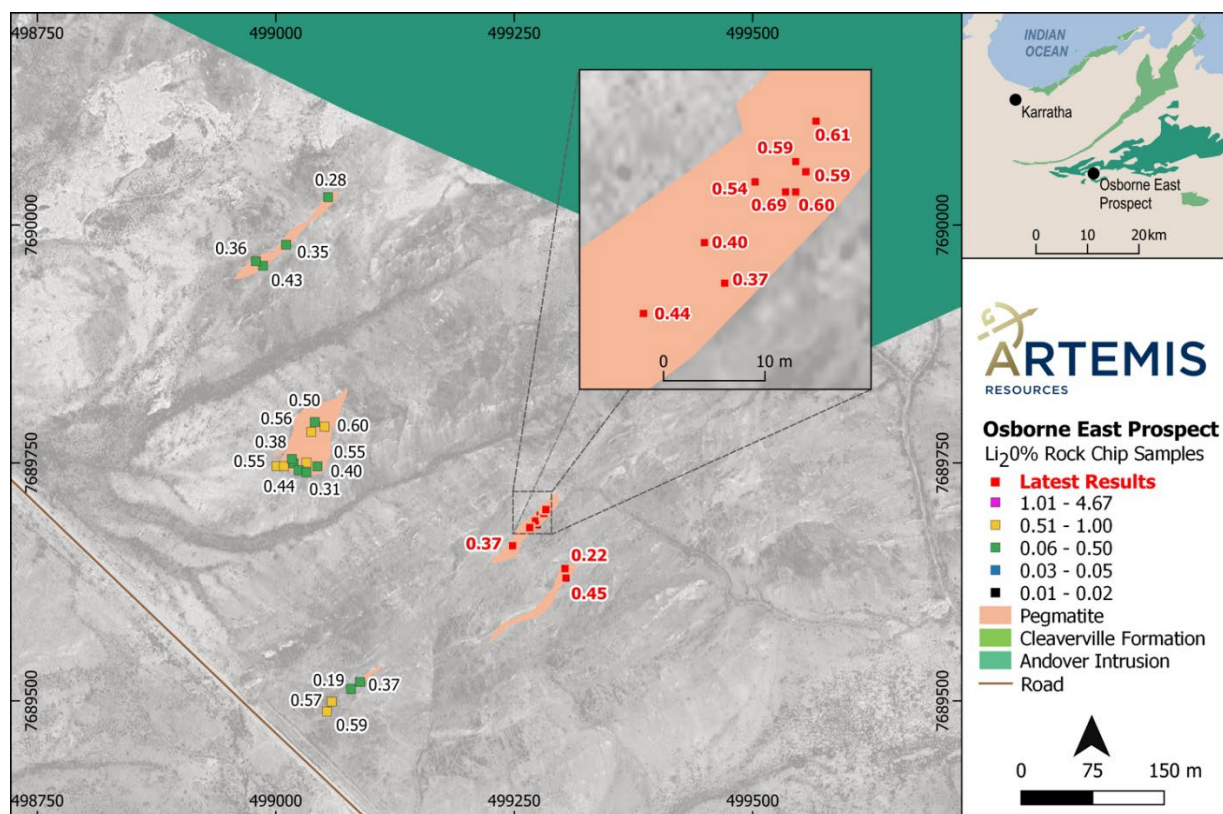 498750
499000
499250
499500
7690000
7689750
7689500
7690000
7689750
7689500
498750
499000
499250
499500
0.28
0.36
0.35
0.43
0.50
0.56
0.60
0.38
0.55
0.55
0.40
0.44
0.31
0.37
0.22
0.45
0.19
0.37
0.57
0.59
0.61
0.59
0.59
0.54
0.69
0.60
0.40
0.37
0.44
0
10 m
INDIAN
OCEAN
Karratha
Osborne East
Prospect
0
10
20km
G
ARTEMIS
RESOURCES
Osborne East Prospect
Li20% Rock Chip Samples
Latest Results
1.01 - 4.67
0.51 - 1.00
0.06 - 0.50
0.03 - 0.05
0.01 - 0.02
Pegmatite
Cleaverville Formation
Andover Intrusion
Road
0
75
150 m